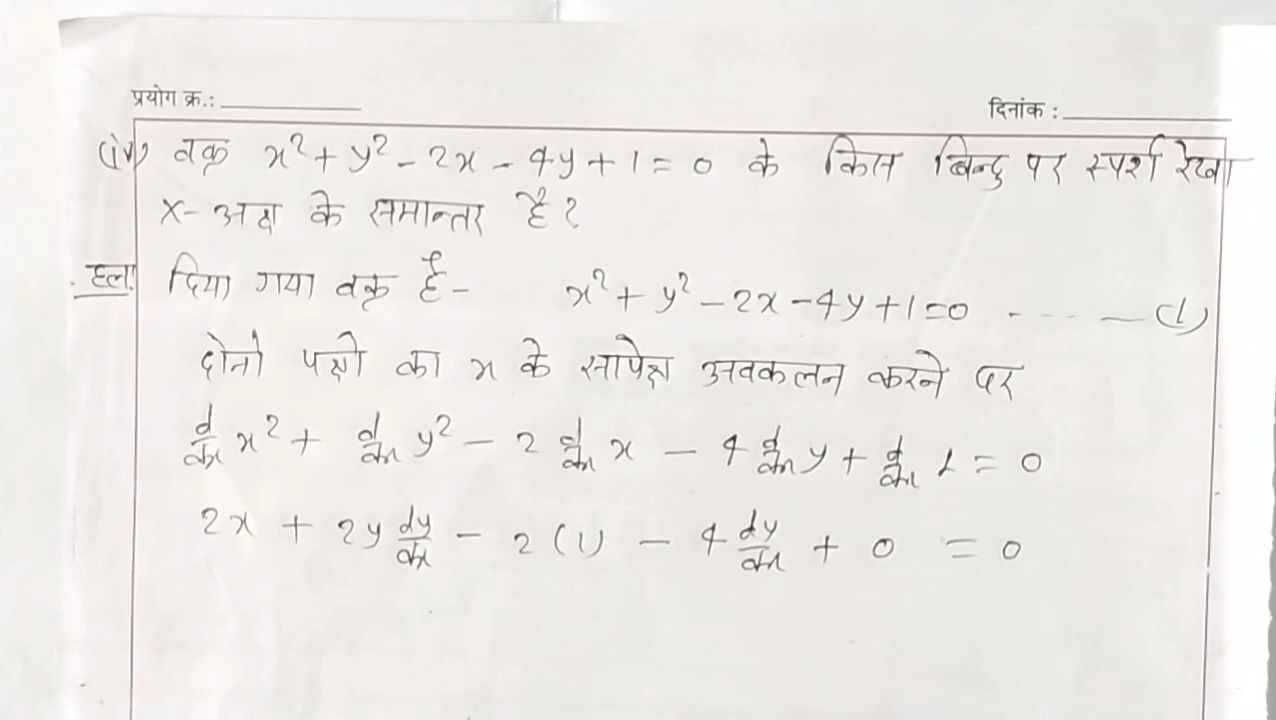 प्रयोग क्र.: दिनांक :
(iv) वक्र x² + y² - 2x - 4y + 1 = 0 के किस बिन्दु पर स्पर्श रेखा
x- अक्ष के समान्तर है?
हल: दिया गया वक्र है- x² + y² - 2x - 4y + 1 = 0 ---- (1)
दोनो पक्षो का x के सापेक्ष अवकलन करने पर
d/dx x² + d/dx y² - 2 d/dx x - 4 d/dx y + d/dx 1 = 0
2x + 2y dy/dx - 2 (1) - 4 dy/dx + 0 = 0